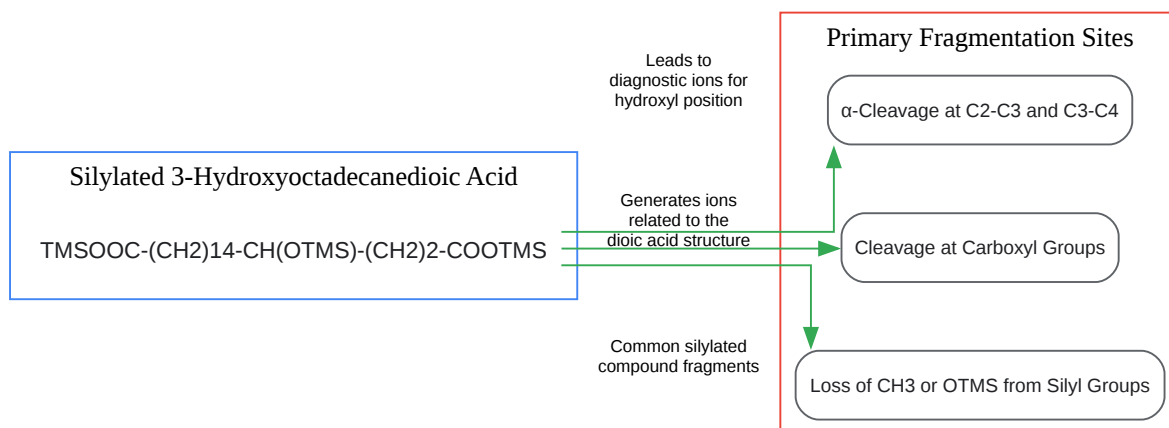 Leads to
diagnostic ions for
hydroxyl position
Primary Fragmentation Sites
α-Cleavage at C2-C3 and C3-C4
Silylated 3-Hydroxyoctadecanedioic Acid
TMSOOC-(CH2)14-CH(OTMS)-(CH2)2-COOTMS
Generates ions
related to the
dioic acid structure
Cleavage at Carboxyl Groups
Common silylated
compound fragments
Loss of CH3 or OTMS from Silyl Groups